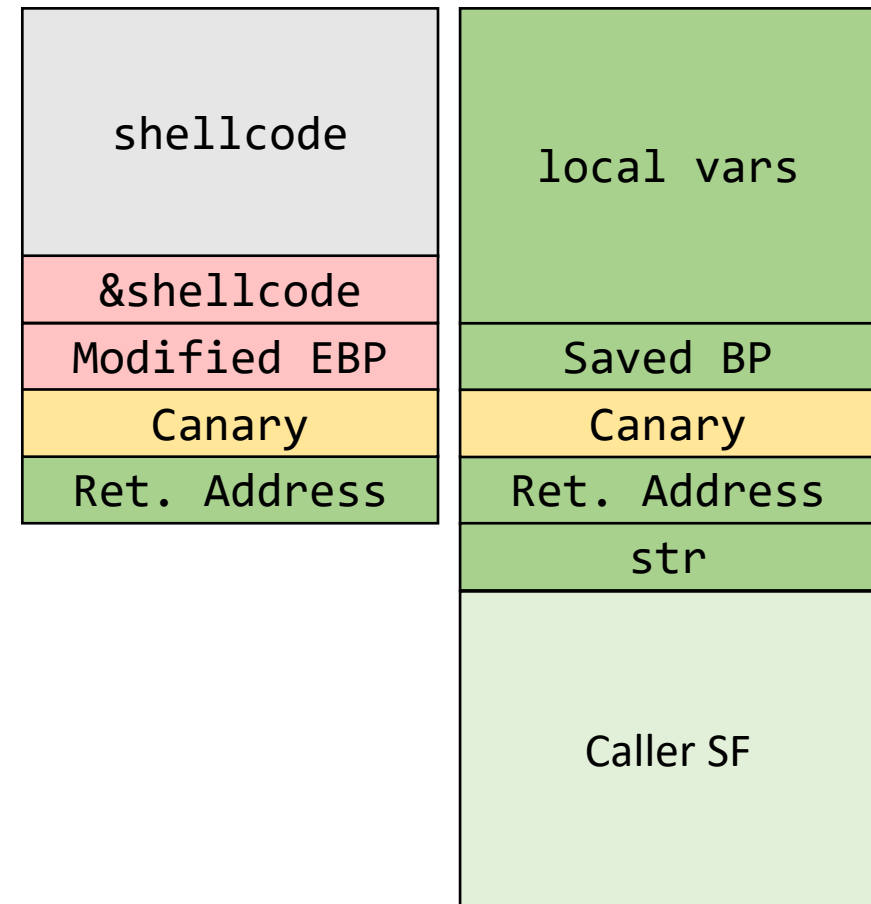 shellcode
&shellcode
Modified EBP
Canary
Ret. Address
local vars
Saved BP
Canary
Ret. Address
str
Caller SF